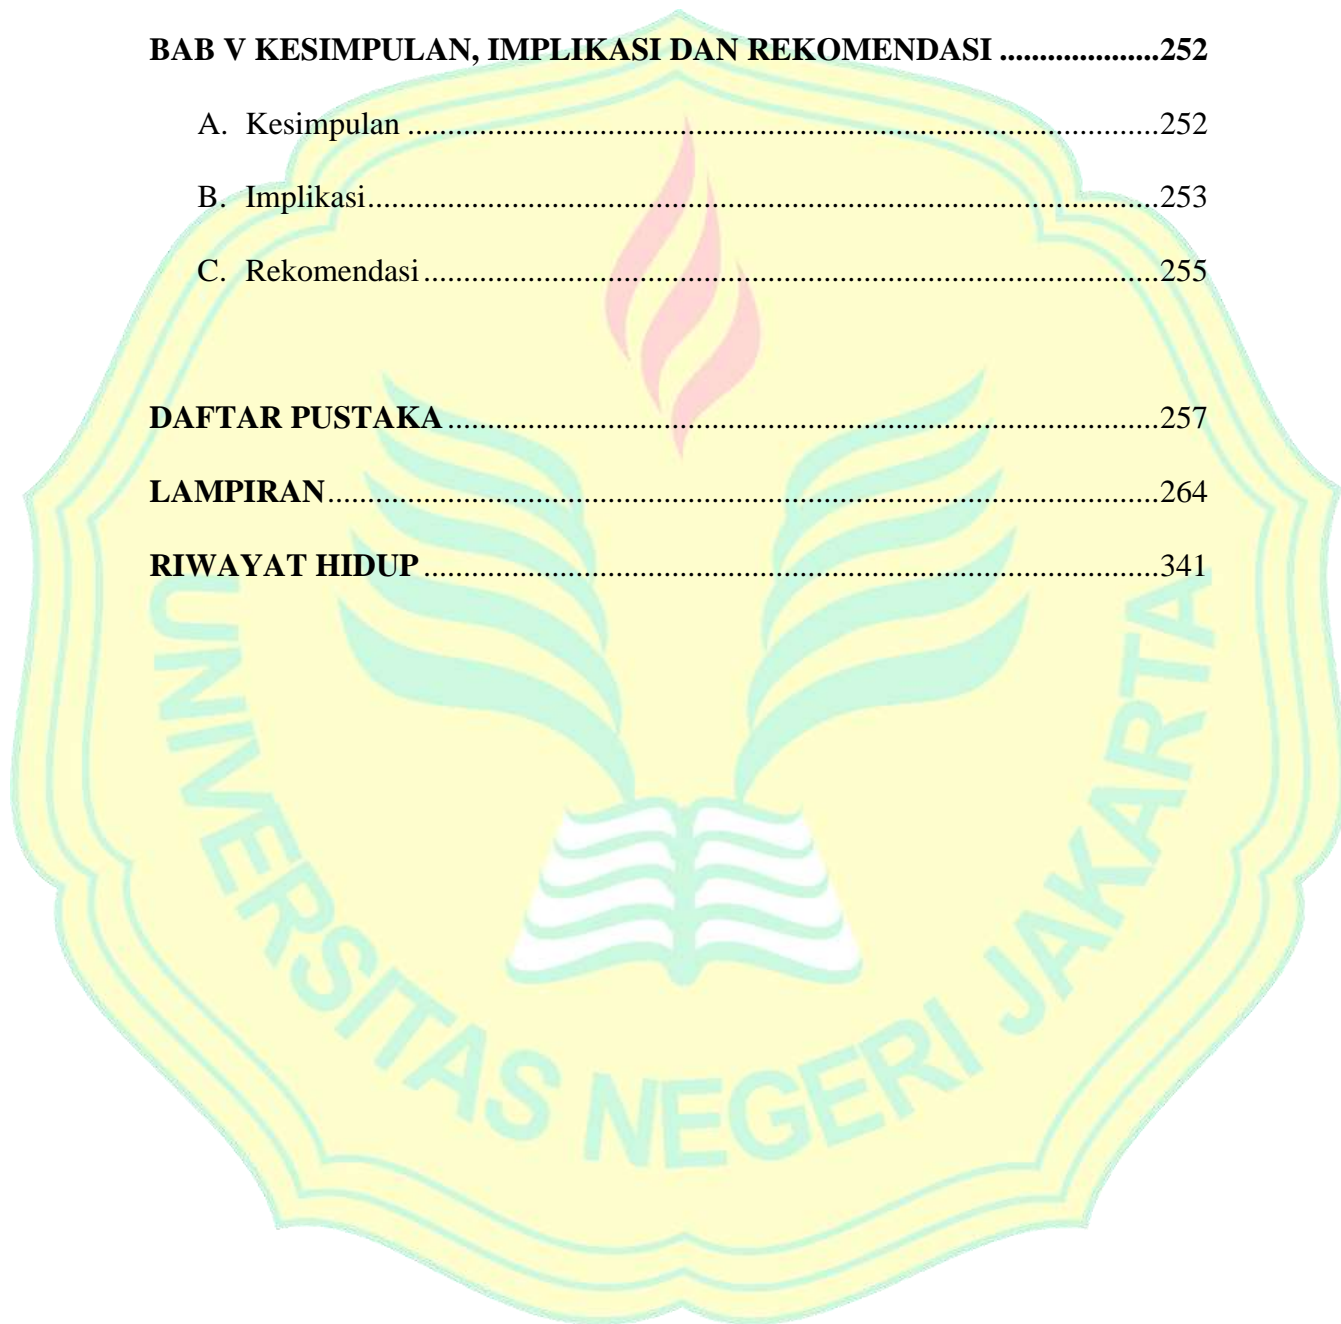 BAB V KESIMPULAN, IMPLIKASI DAN REKOMENDASI ....................252
A. Kesimpulan ..............................................................................................252
B. Implikasi...................................................................................................253
C. Rekomendasi............................................................................................255
DAFTAR PUSTAKA.........................................................................................257
LAMPIRAN........................................................................................................264
RIWAYAT HIDUP............................................................................................341
UNIVERSITAS NEGERI JAKARTA